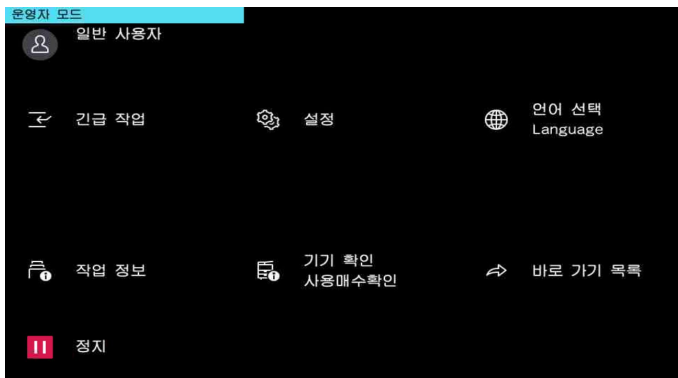 운영자 모드
일반 사용자
긴급 작업
설정
언어 선택
Language
작업 정보
기기 확인
사용매수확인
바로 가기 목록
정지